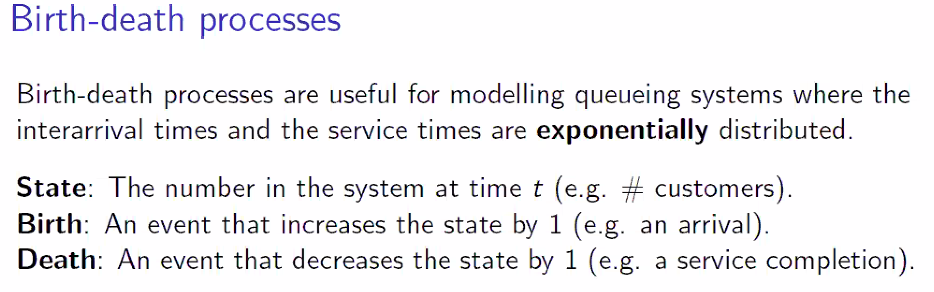 Birth-death processes
Birth-death processes are useful for modelling queueing systems where the
interarrival times and the service times are exponentially distributed.
State: The number in the system at time t (e.g. # customers).
Birth: An event that increases the state by 1 (e.g. an arrival).
Death: An event that decreases the state by 1 (e.g. a service completion).